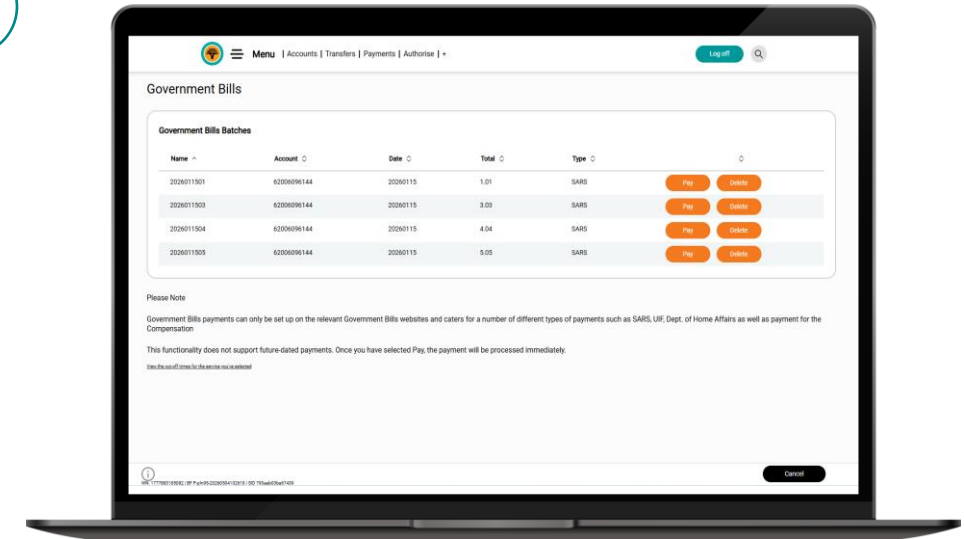 Menu | Accounts | Transfers | Payments | Authorise | +
Log off
Government Bills
Government Bills Batches
Name Account Date Total Type
2026011501 62006096144 20260115 1.01 SARS Pay Delete
2026011503 62006096144 20260115 3.03 SARS Pay Delete
2026011504 62006096144 20260115 4.04 SARS Pay Delete
2026011505 62006096144 20260115 5.05 SARS Pay Delete
Please Note
Government Bills payments can only be set up on the relevant Government Bills websites and caters for a number of different types of payments such as SARS, UIF, Dept. of Home Affairs as well as payment for the
Compensation
This functionality does not support future-dated payments. Once you have selected Pay, the payment will be processed immediately.
View the cut-off times for the service you've selected
Cancel